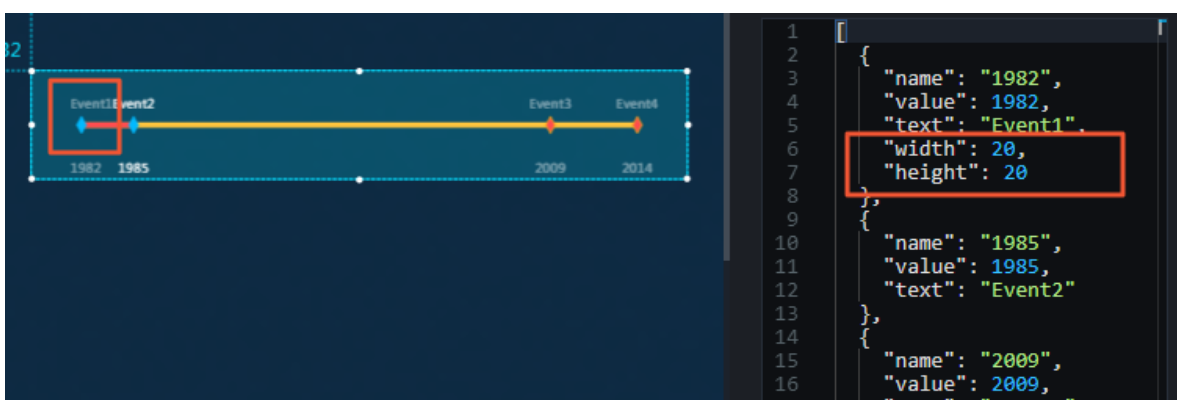 32
Event1 Event2 Event3 Event4
1982 1985 2009 2014
1 [
2 {
3 "name": "1982",
4 "value": 1982,
5 "text": "Event1",
6 "width": 20,
7 "height": 20
8 },
9 {
10 "name": "1985",
11 "value": 1985,
12 "text": "Event2"
13 },
14 {
15 "name": "2009",
16 "value": 2009,